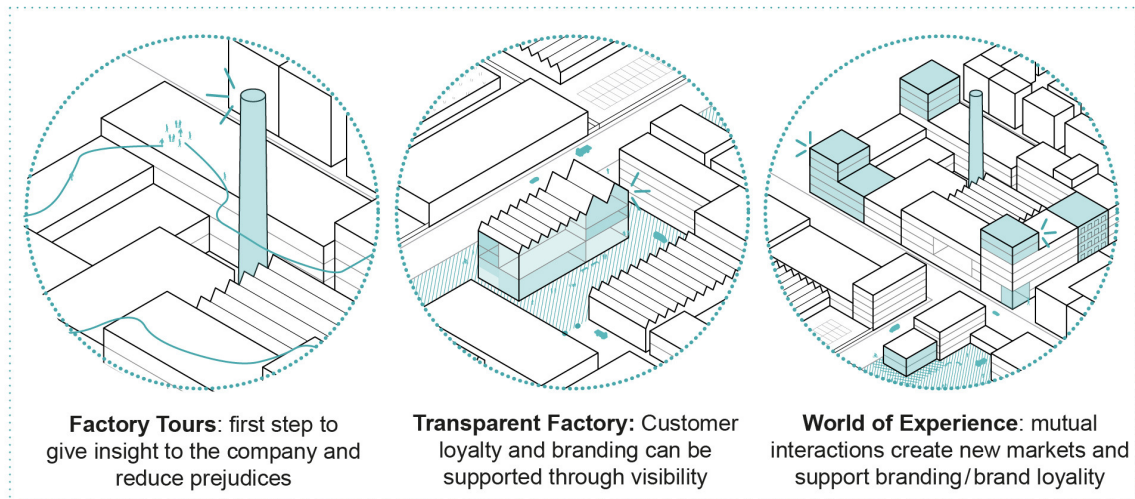 Factory Tours: first step to
give insight to the company and
reduce prejudices
Transparent Factory: Customer
loyalty and branding can be
supported through visibility
World of Experience: mutual
interactions create new markets and
support branding/brand loyality